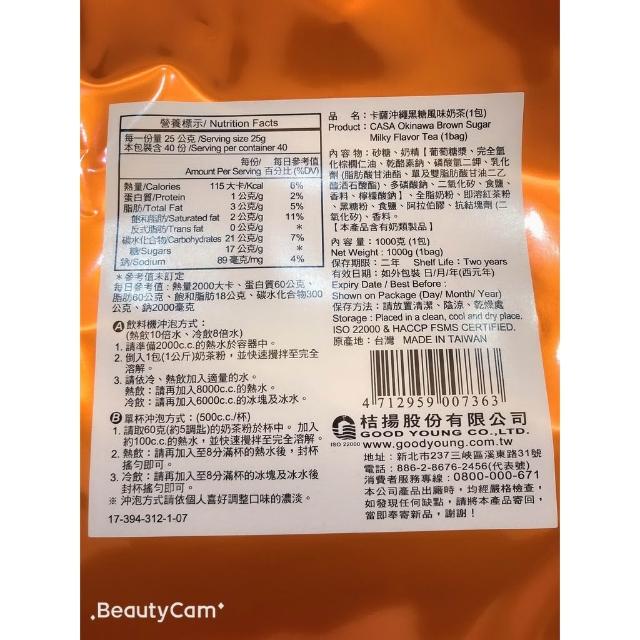 營養標示/ Nutrition Facts
每一份量 25 公克 /Serving size 25g
本包裝含 40 份 /Serving per container 40
每份/ 每日參考值
Amount Per Serving 百分比 (%DV)
熱量/Calories 115 大卡/Kcal 6%
蛋白質/Protein 1 公克/g 2%
脂肪/Total Fat 3 公克/g 5%
飽和脂肪/Saturated fat 2 公克/g 11%
反式脂肪/Trans fat 0 公克/g *
碳水化合物/Carbohydrates 21 公克/g 7%
糖/Sugars 17 公克/g *
鈉/Sodium 89 毫克/mg 4%
*參考值未訂定
每日參考值：熱量2000大卡、蛋白質60公克、
脂肪60公克、飽和脂肪18公克、碳水化合物300
公克、鈉2000毫克
A 飲料機沖泡方式：
(熱飲10倍水、冷飲8倍水)
1. 請準備2000c.c.的熱水於容器中。
2. 倒入1包(1公斤)奶茶粉，並快速攪拌至完全
溶解。
3. 請依冷、熱飲加入適量的水。
熱飲：請再加入8000c.c.的熱水。
冷飲：請再加入6000c.c.的冰塊及冰水。
B 單杯沖泡方式：(500c.c./杯)
1. 請取60克(約5調匙)的奶茶粉於杯中。 加入
約100c.c.的熱水，並快速攪拌至完全溶解。
2. 熱飲：請再加入至8分滿杯的熱水後，封杯
搖勻即可。
3. 冷飲：請再加入至8分滿杯的冰塊及冰水後
封杯搖勻即可。
※ 沖泡方式請依個人喜好調整口味的濃淡。
17-394-312-1-07
品 名：卡薩沖繩黑糖風味奶茶(1包)
Product：CASA Okinawa Brown Sugar
Milky Flavor Tea (1bag)
內 容 物：砂糖、奶精【葡萄糖漿、完全氫
化棕櫚仁油、乾酪素鈉、磷酸氫二鉀、乳化
劑 (脂肪酸甘油酯、單及雙脂肪酸甘油二乙
醯酒石酸酯)、多磷酸鈉、二氧化矽、食鹽、
香料、檸檬酸鈉】、全脂奶粉、即溶紅茶粉
、黑糖粉、食鹽、阿拉伯膠、抗結塊劑 (二
氧化矽)、香料。
【本產品含有奶類製品】
內 容 量：1000克 (1包)
Net Weight：1000g (1bag)
保存期限：二年 Shelf Life：Two years
有效日期：如外包裝 日/月/年(西元年)
Expiry Date / Best Before：
Shown on Package (Day/ Month/ Year)
保存方法：請放置清潔、陰涼、乾燥處
Storage：Placed in a clean, cool and dry place.
ISO 22000 & HACCP FSMS CERTIFIED.
原產地：台灣 MADE IN TAIWAN
4 712959 007363
桔揚股份有限公司
GOOD YOUNG CO.,LTD.
ISO 22000 www.goodyoung.com.tw
地址：新北市237三峽區溪東路31號
電話：886-2-8676-2456(代表號)
消費者服務專線：0800-000-671
本公司產品出廠時，均經嚴格檢查，
如發現任何缺點，請將本產品寄回，
當即奉寄新品，謝謝！
BeautyCam